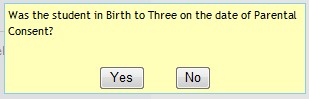 Was the student in Birth to Three on the date of Parental
Consent?
Yes No